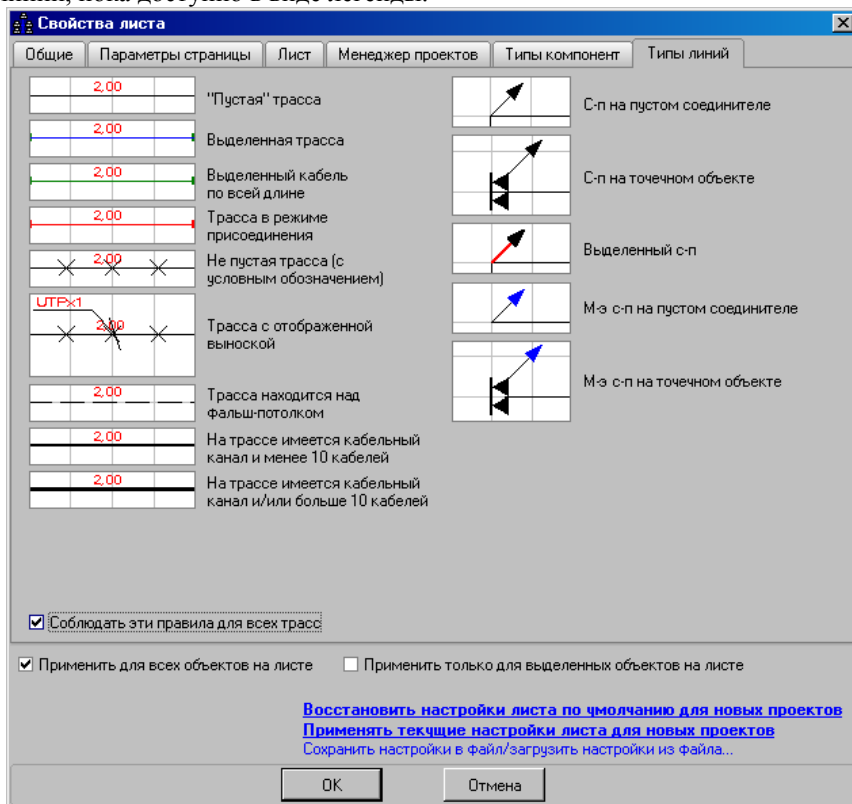 линии, пока доступно в виде легенды.
Свойства листа
Общие
Параметры страницы
Лист
Менеджер проектов
Типы компонент
Типы линий
2,00
"Пустая" трасса
2,00
Выделенная трасса
2,00
Выделенный кабель
по всей длине
2,00
Трасса в режиме
присоединения
2,00
Не пустая трасса (с
условным обозначением)
UTPx1
2,00
Трасса с отображенной
выноской
2,00
Трасса находится над
фальш-потолком
2,00
На трассе имеется кабельный
канал и менее 10 кабелей
2,00
На трассе имеется кабельный
канал и/или больше 10 кабелей
С-п на пустом соединителе
С-п на точечном объекте
Выделенный с-п
М-э с-п на пустом соединителе
М-э с-п на точечном объекте
Соблюдать эти правила для всех трасс
Применить для всех объектов на листе
Применить только для выделенных объектов на листе
Восстановить настройки листа по умолчанию для новых проектов
Применять текущие настройки листа для новых проектов
Сохранить настройки в файл/загрузить настройки из файла...
OK
Отмена